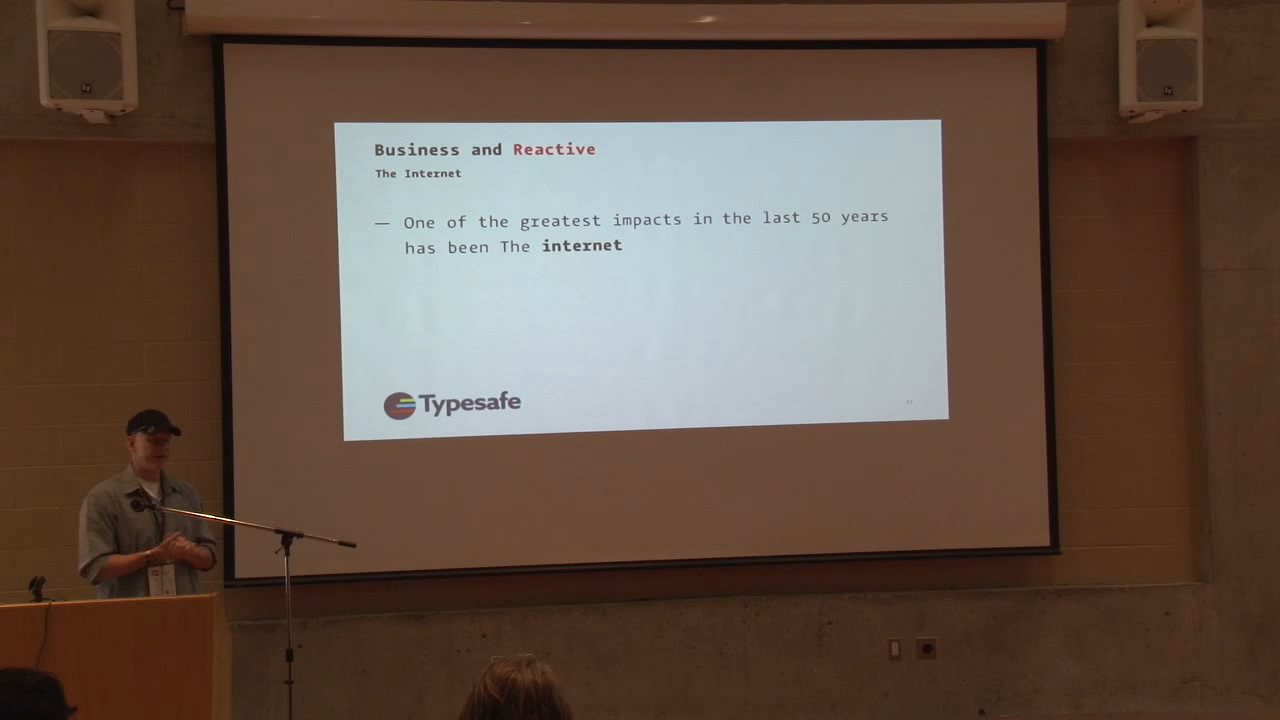 Business and Reactive
The Internet
— One of the greatest impacts in the last 50 years
has been The internet
Typesafe